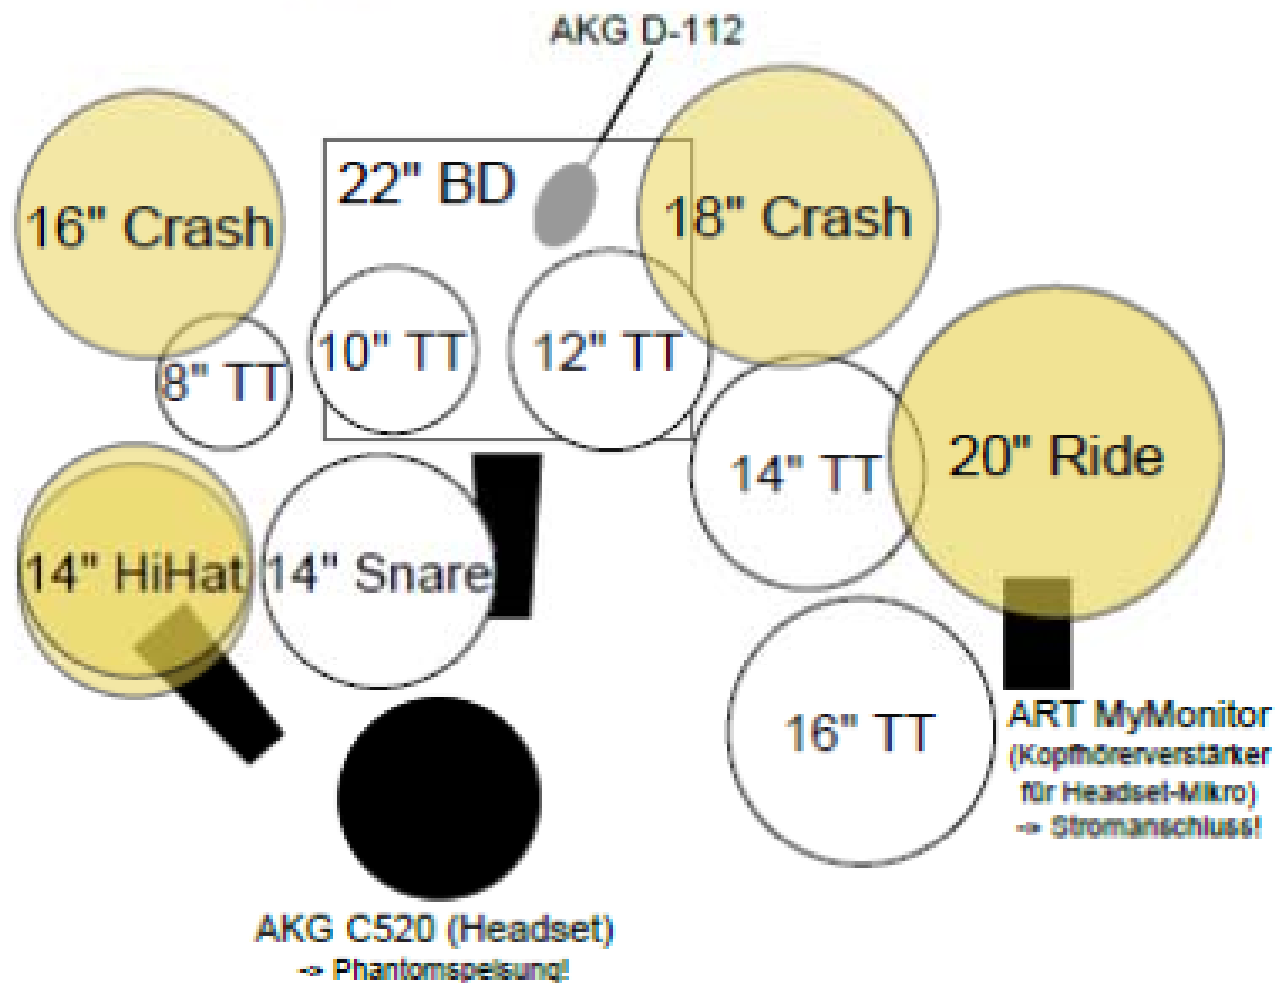 AKG D-112
22" BD
16" Crash
18" Crash
10" TT
12" TT
8" TT
14" TT
20" Ride
14" HiHat
14" Snare
16" TT
ART MyMonitor
(Kopfhörerverstärker
für Headset-Mikro)
-> Stromanschluss!
AKG C520 (Headset)
-> Phantomspeisung!